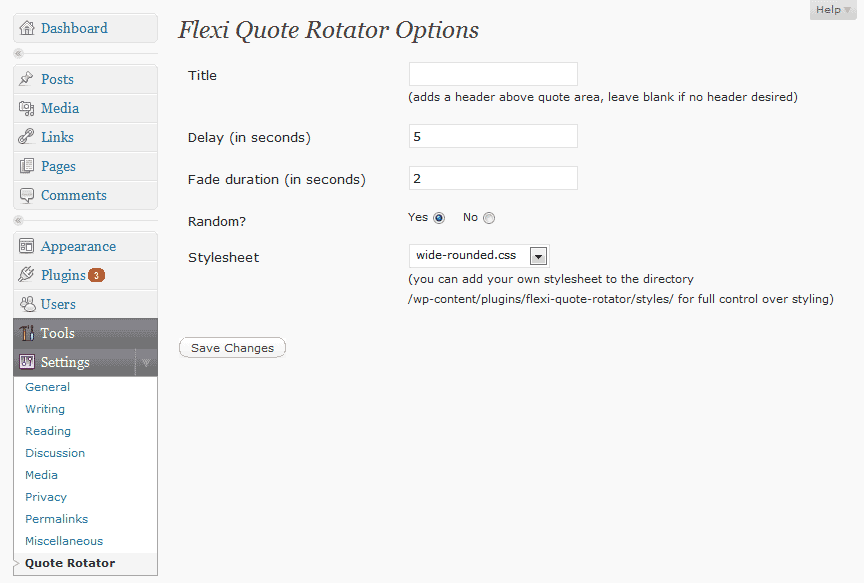 Help
Dashboard
Posts
Media
Links
Pages
Comments
Appearance
Plugins 3
Users
Tools
Settings
General
Writing
Reading
Discussion
Media
Privacy
Permalinks
Miscellaneous
Quote Rotator
Flexi Quote Rotator Options
Title
(adds a header above quote area, leave blank if no header desired)
Delay (in seconds) 5
Fade duration (in seconds) 2
Random? Yes No
Stylesheet wide-rounded.css
(you can add your own stylesheet to the directory
/wp-content/plugins/flexi-quote-rotator/styles/ for full control over styling)
Save Changes